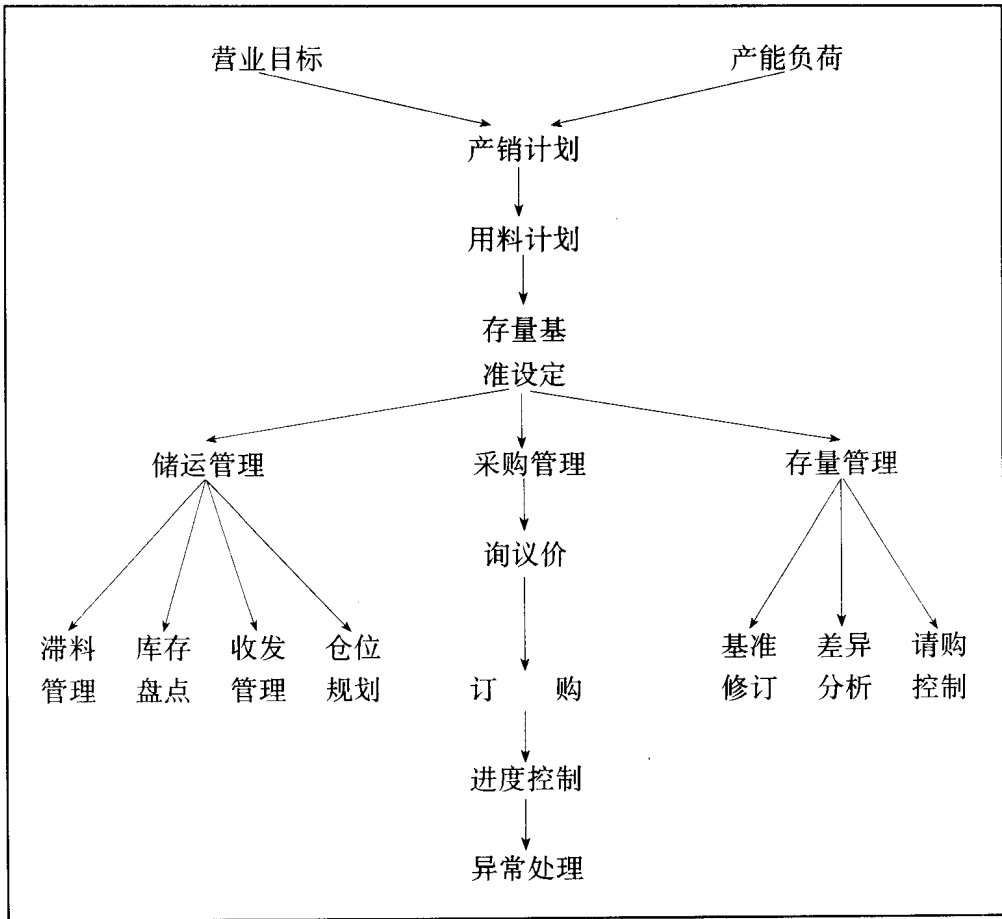 营业目标 产能负荷
产销计划
用料计划
存量基
准设定
储运管理 采购管理 存量管理
询议价
滞料 库存 收发 仓位 基准 差异 请购
管理 盘点 管理 规划 订 购 修订 分析 控制
进度控制
异常处理